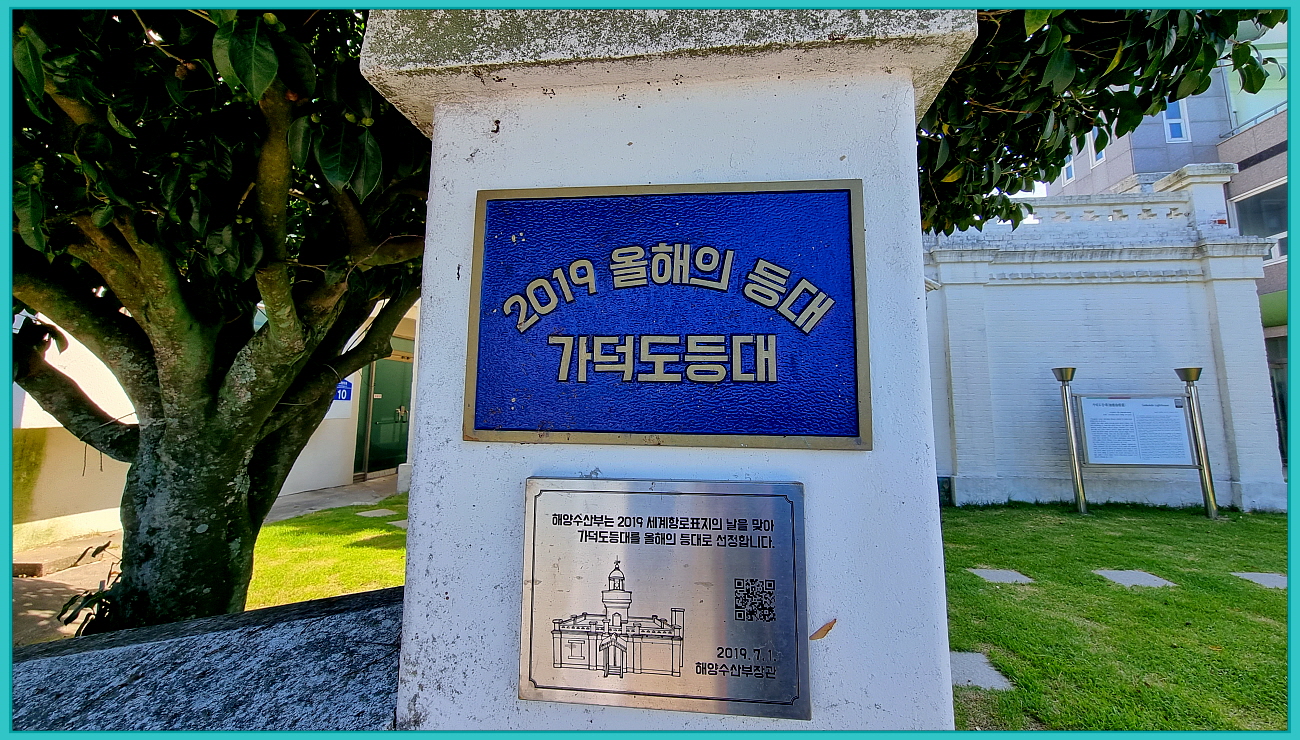 2019 올해의 등대
가덕도등대
해양수산부는 2019 세계항로표지의 날을 맞아
가덕도등대를 올해의 등대로 선정합니다.
2019. 7. 1.
해양수산부장관
10